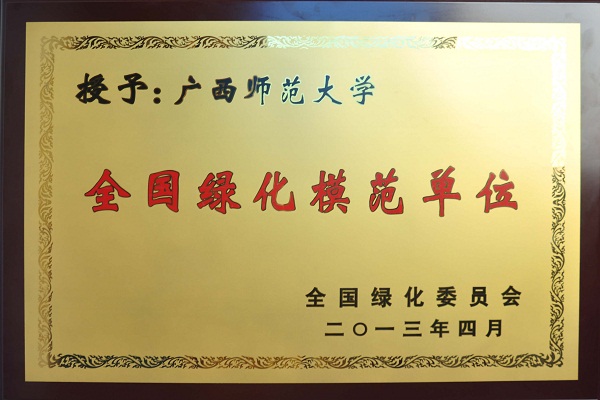 授予：广西师范大学
全国绿化模范单位
全国绿化委员会
二〇一三年四月